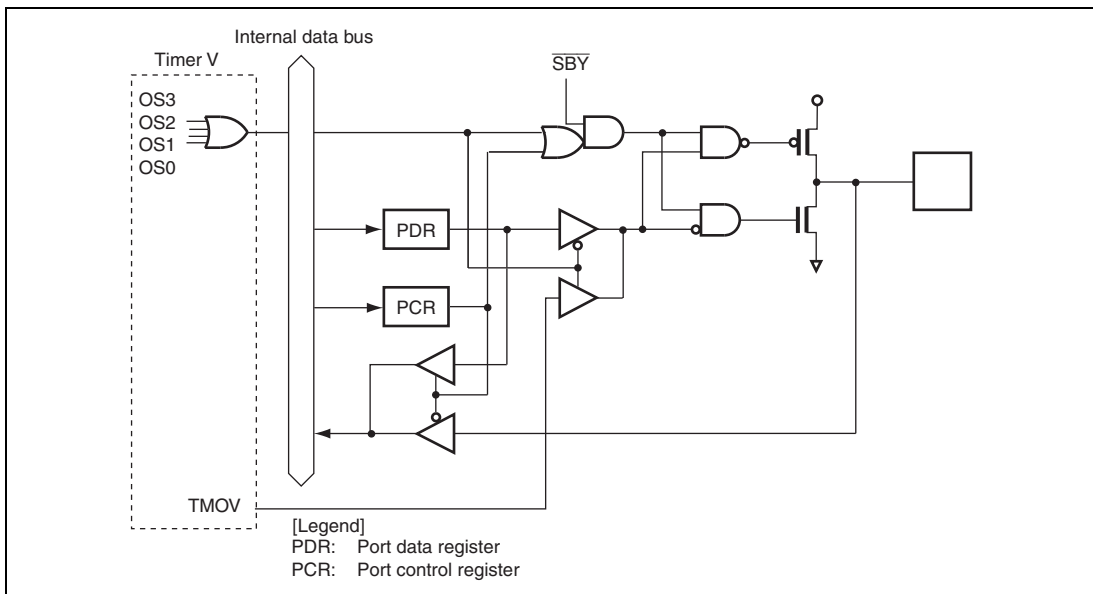 Internal data bus
Timer V
SBY
OS3
OS2
OS1
OS0
PDR
PCR
TMOV
[Legend]
PDR: Port data register
PCR: Port control register